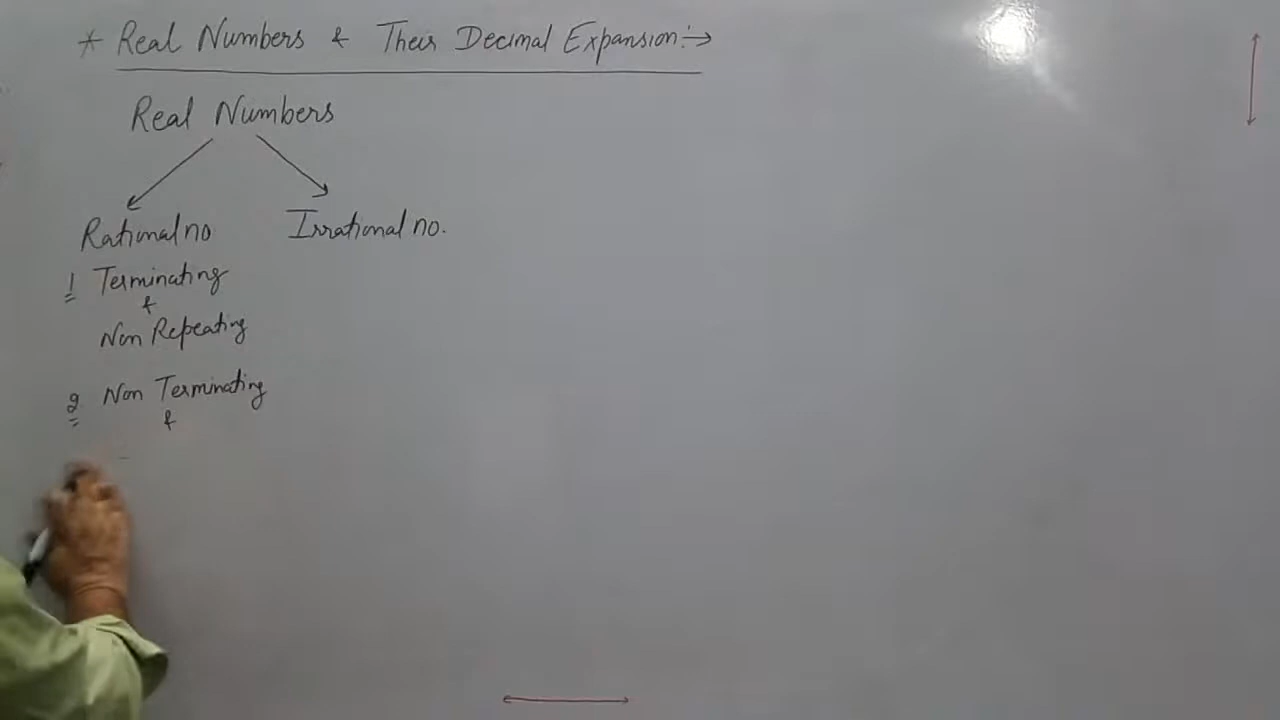 * Real Numbers & Their Decimal Expansion:→
Real Numbers
Rational no
Irrational no.
1 Terminating
&
Non Repeating
2 Non Terminating
&